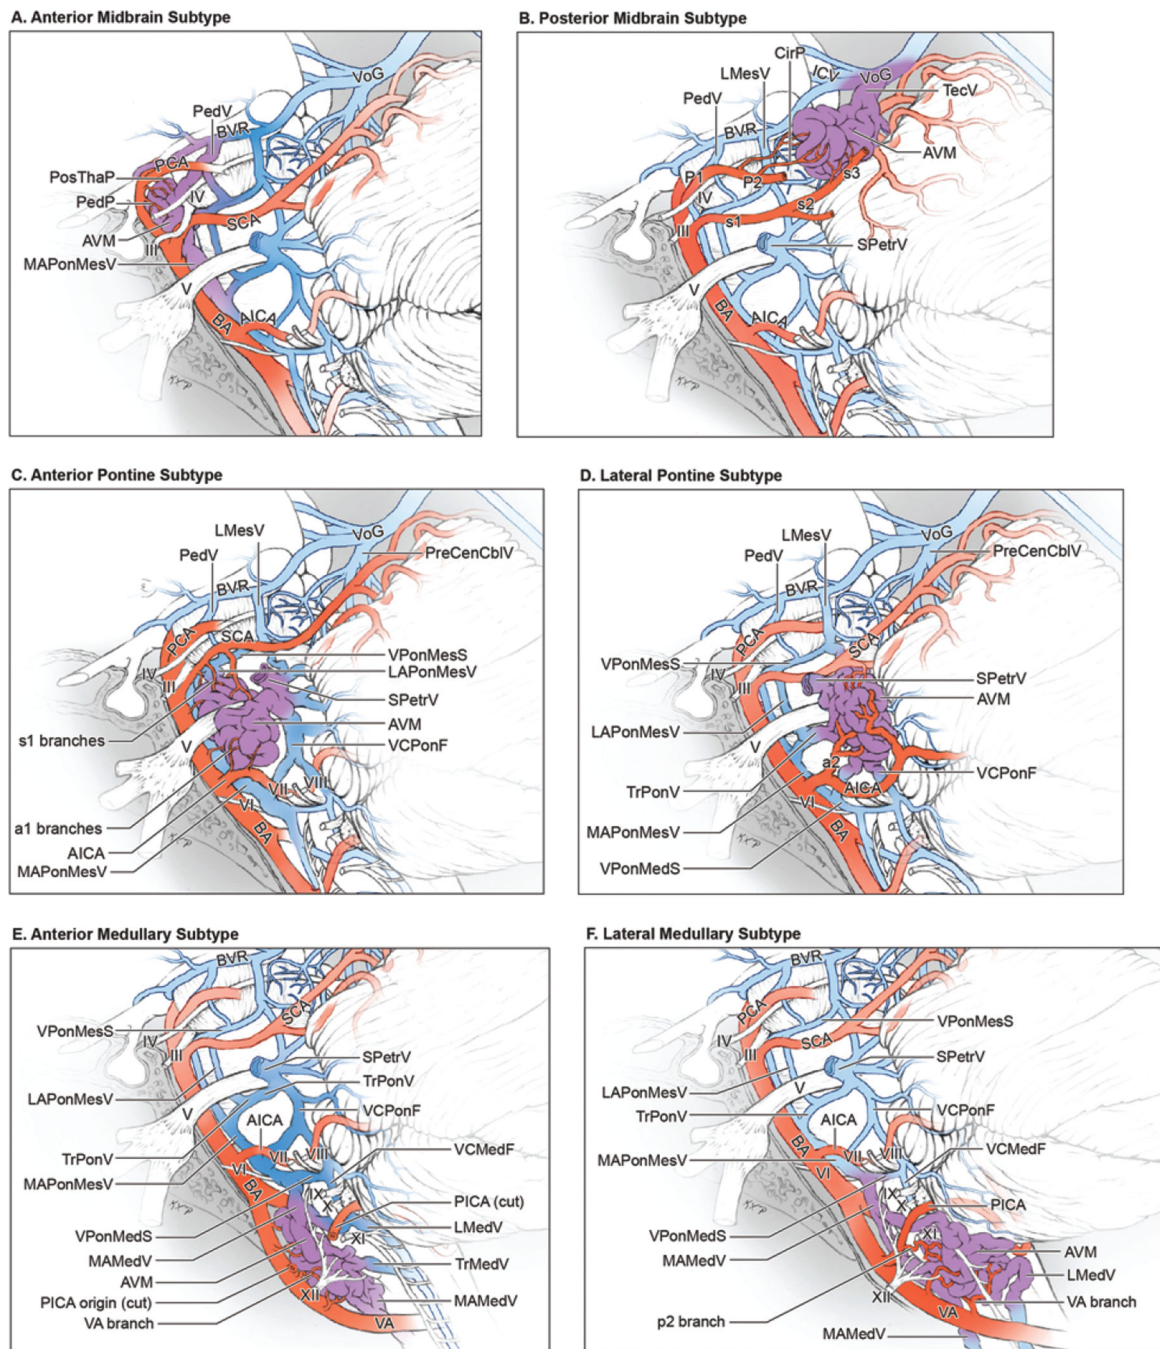 A. Anterior Midbrain Subtype
VoG
PedV
BVR
PCA
PosThaP
IV
PedP
SCA
AVM
III
MAPonMesV
V
BA
AICA
B. Posterior Midbrain Subtype
CirP
ICV
VoG
LMesV
TecV
PedV
BVR
AVM
P1
P2
s3
IV
s2
s1
III
SPetrV
V
BA
AICA
C. Anterior Pontine Subtype
LMesV
VoG
PedV
PreCenCblV
BVR
PCA
SCA
VPonMesS
LAPonMesV
IV
III
SPetrV
AVM
s1 branches
V
VCPonF
VII
VIII
VI
a1 branches
BA
AICA
MAPonMesV
D. Lateral Pontine Subtype
LMesV
VoG
PedV
PreCenCblV
BVR
PCA
SCA
VPonMesS
IV
SPetrV
III
AVM
LAPonMesV
V
a2
VCPonF
TrPonV
AICA
VI
MAPonMesV
BA
VPonMedS
E. Anterior Medullary Subtype
BVR
SCA
VPonMesS
IV
III
SPetrV
TrPonV
LAPonMesV
V
VCPonF
AICA
TrPonV
VII
VIII
VCMedF
VI
MAPonMesV
BA
IX
X
PICA (cut)
VPonMedS
XI
LMedV
MAMedV
AVM
TrMedV
PICA origin (cut)
XII
MAMedV
VA branch
VA
F. Lateral Medullary Subtype
BVR
PCA
VPonMesS
IV
SCA
III
SPetrV
LAPonMesV
V
TrPonV
VCPonF
AICA
BA
VII
VIII
VCMedF
MAPonMesV
VI
IX
X
PICA
VPonMedS
XI
MAMedV
AVM
LMedV
XII
VA branch
p2 branch
VA
MAMedV